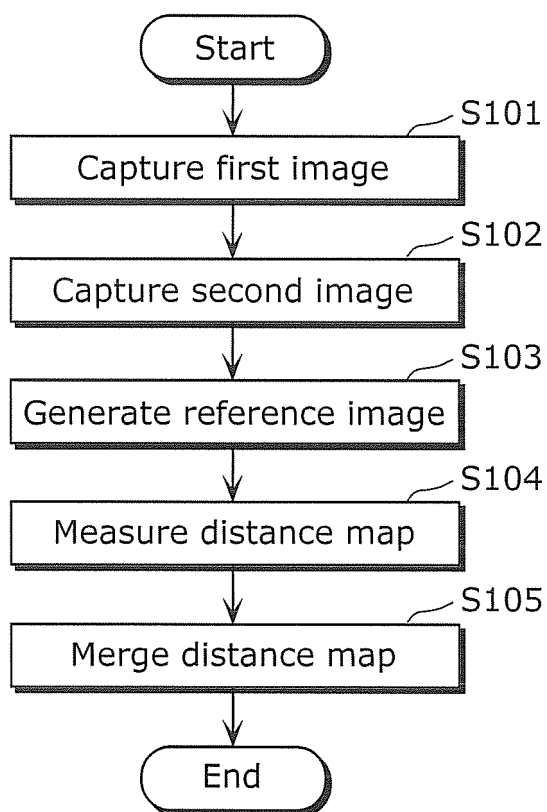 Start
S101
Capture first image
S102
Capture second image
S103
Generate reference image
S104
Measure distance map
S105
Merge distance map
End